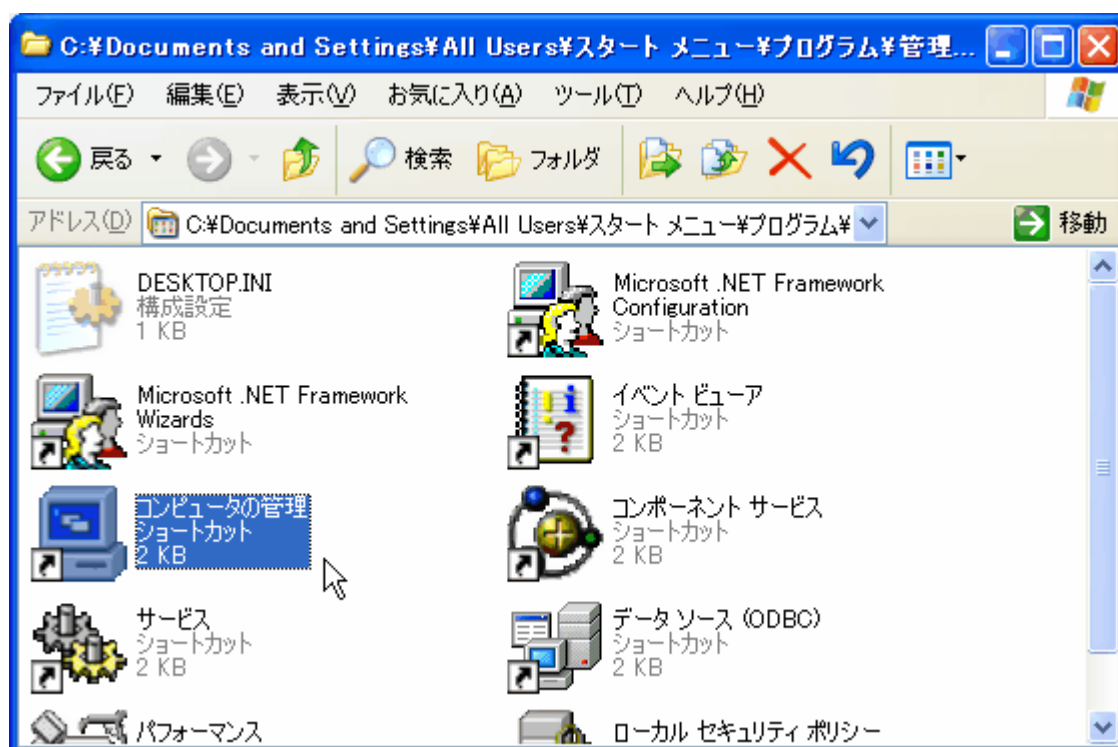 C:¥Documents and Settings¥All Users¥スタート メニュー¥プログラム¥管理...
ファイル(F) 編集(E) 表示(V) お気に入り(A) ツール(T) ヘルプ(H)
戻る 検索 フォルダ
アドレス(D) C:¥Documents and Settings¥All Users¥スタート メニュー¥プログラム¥ 移動
DESKTOP.INI
構成設定
1 KB
Microsoft .NET Framework
Configuration
ショートカット
Microsoft .NET Framework
Wizards
ショートカット
イベント ビューア
ショートカット
2 KB
コンピュータの管理
ショートカット
2 KB
コンポーネント サービス
ショートカット
2 KB
サービス
ショートカット
2 KB
データ ソース (ODBC)
ショートカット
2 KB
パフォーマンス
ローカル セキュリティ ポリシー